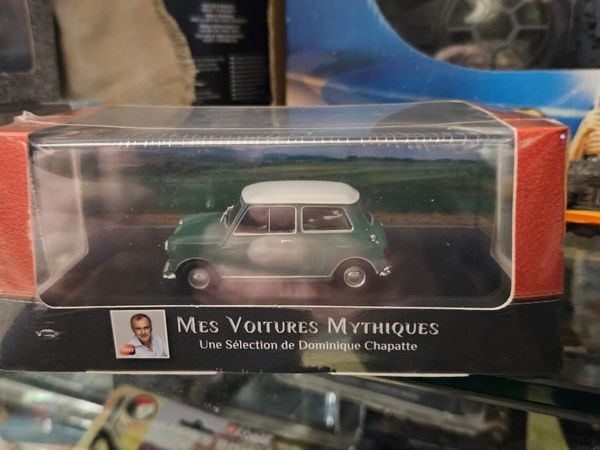 Mes Voitures Mythiques
Une Sélection de Dominique Chapatte